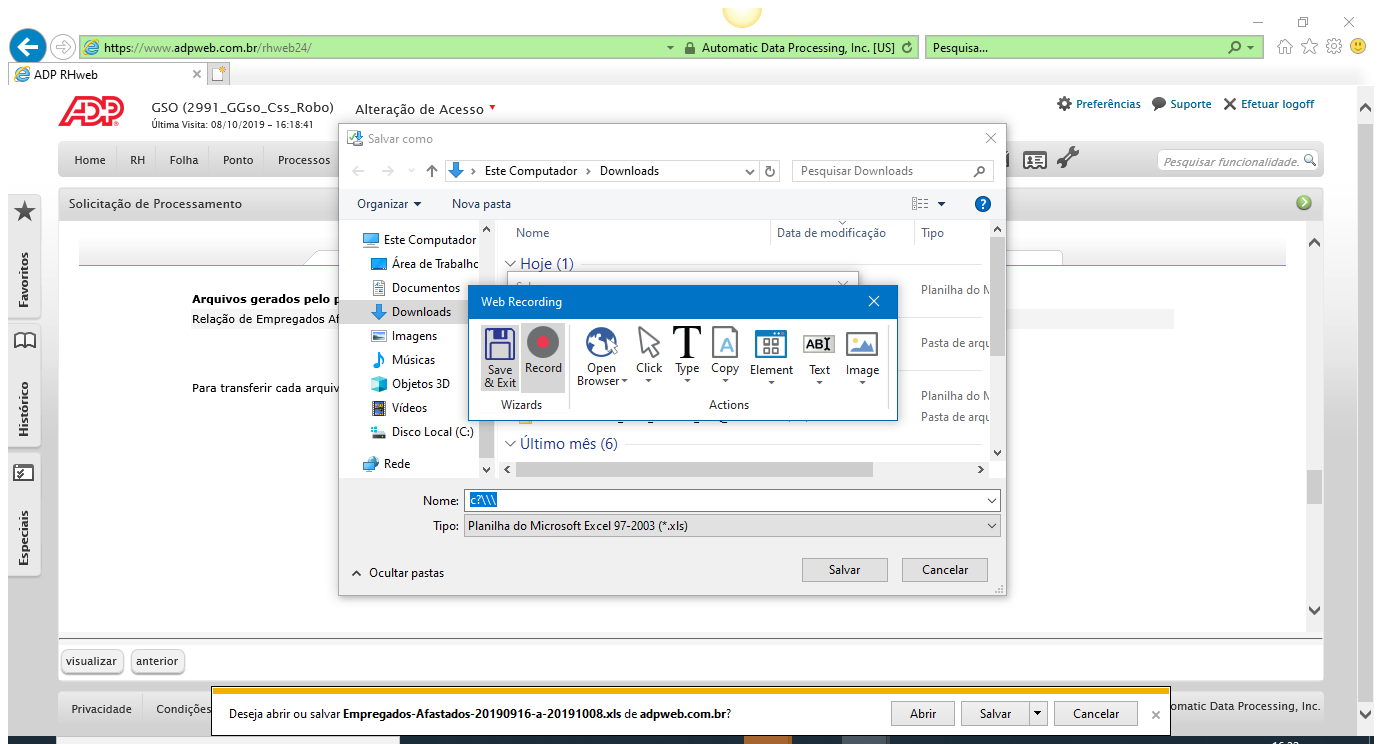 https://www.adpweb.com.br/rhweb24/
Automatic Data Processing, Inc. [US]
Pesquisa...
ADP RHweb
ADP
GSO (2991_GGso_Css_Robo)
Alteração de Acesso
Última Visita: 08/10/2019 - 16:18:41
Preferências
Suporte
Efetuar logoff
Home
RH
Folha
Ponto
Processos
Pesquisar funcionalidade.
Solicitação de Processamento
Favoritos
Histórico
Especiais
Arquivos gerados pelo
Relação de Empregados
Para transferir cada
Salvar como
Este Computador
Downloads
Pesquisar Downloads
Organizar
Nova pasta
Nome
Data de modificação
Tipo
Este Computador
Área de Trabalho
Documentos
Downloads
Imagens
Músicas
Objetos 3D
Vídeos
Disco Local (C:)
Rede
Hoje (1)
Planilha do
Pasta de
Planilha do
Pasta de
Último mês (6)
Web Recording
Save & Exit
Record
Open Browser
Click
Type
Copy
Element
Text
Image
Wizards
Actions
Nome:
c?\\\
Tipo:
Planilha do Microsoft Excel 97-2003 (*.xls)
Ocultar pastas
Salvar
Cancelar
visualizar
anterior
Privacidade
Condições
Deseja abrir ou salvar Empregados-Afastados-20190916-a-20191008.xls de adpweb.com.br?
Abrir
Salvar
Cancelar
Data Processing, Inc.